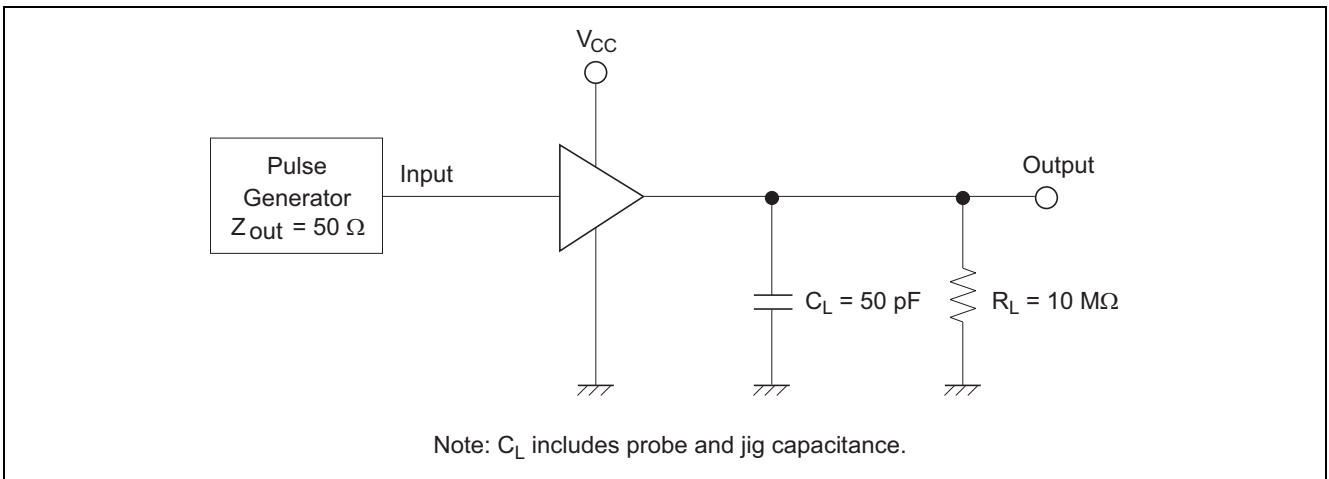 VCC
Pulse
Generator
Zout = 50 Ω
Input
Output
CL = 50 pF
RL = 10 MΩ
Note: CL includes probe and jig capacitance.